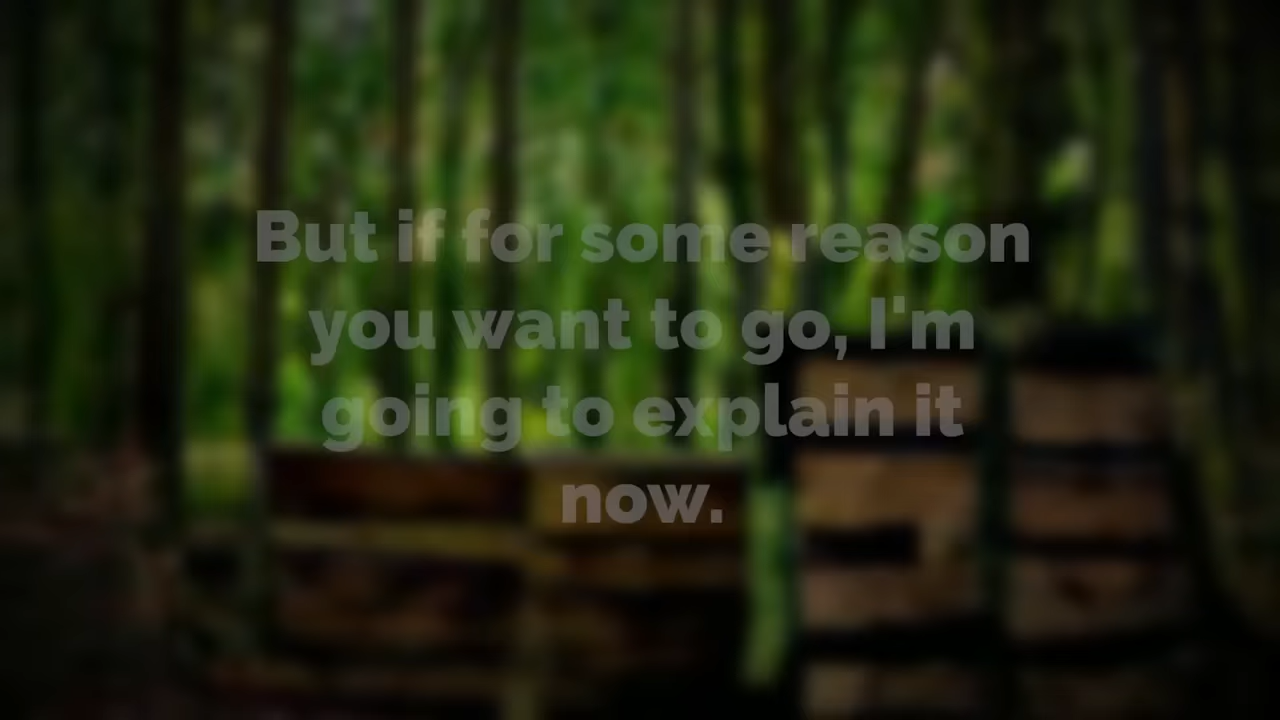 But if for some reason
you want to go, I'm
going to explain it
now.